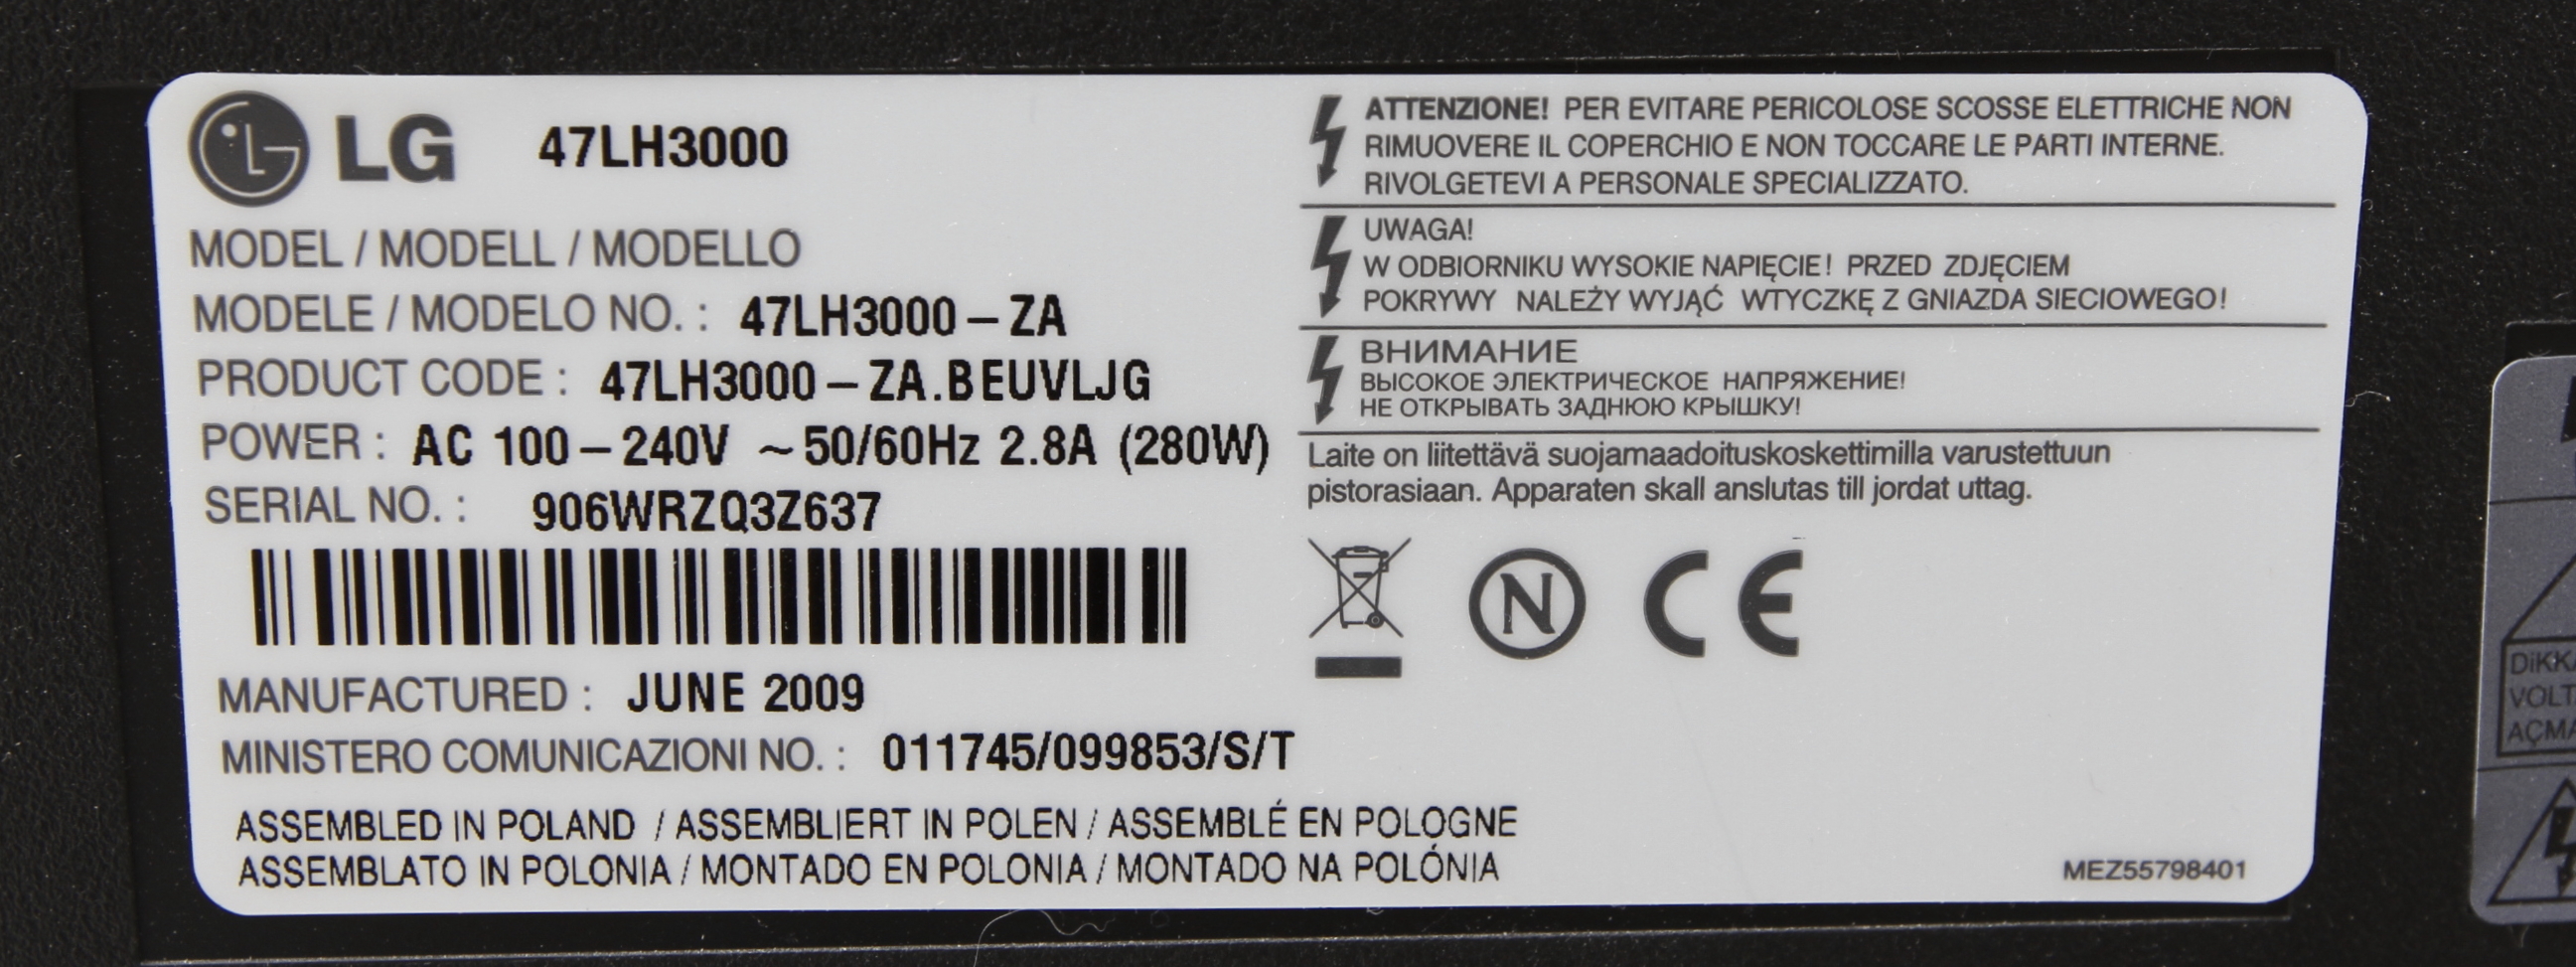 LG 47LH3000
MODEL / MODELL / MODELLO
MODELE / MODELO NO. : 47LH3000 – ZA
PRODUCT CODE : 47LH3000 – ZA.BEUVLJG
POWER : AC 100 – 240V ~ 50/60Hz 2.8A (280W)
SERIAL NO. : 906WRZQ3Z637
MANUFACTURED : JUNE 2009
MINISTERO COMUNICAZIONI NO. : 011745/099853/S/T
ASSEMBLED IN POLAND / ASSEMBLIERT IN POLEN / ASSEMBLÉ EN POLOGNE
ASSEMBLATO IN POLONIA / MONTADO EN POLONIA / MONTADO NA POLÓNIA
ATTENZIONE! PER EVITARE PERICOLOSE SCOSSE ELETTRICHE NON
RIMUOVERE IL COPERCHIO E NON TOCCARE LE PARTI INTERNE.
RIVOLGETEVI A PERSONALE SPECIALIZZATO.
UWAGA!
W ODBIORNIKU WYSOKIE NAPIĘCIE! PRZED ZDJĘCIEM
POKRYWY NALEŻY WYJĄĆ WTYCZKĘ Z GNIAZDA SIECIOWEGO!
ВНИМАНИЕ
ВЫСОКОЕ ЭЛЕКТРИЧЕСКОЕ НАПРЯЖЕНИЕ!
НЕ ОТКРЫВАТЬ ЗАДНЮЮ КРЫШКУ!
Laite on liitettävä suojamaadoituskoskettimilla varustettuun
pistorasiaan. Apparaten skall anslutas till jordat uttag.
N CE
MEZ55798401